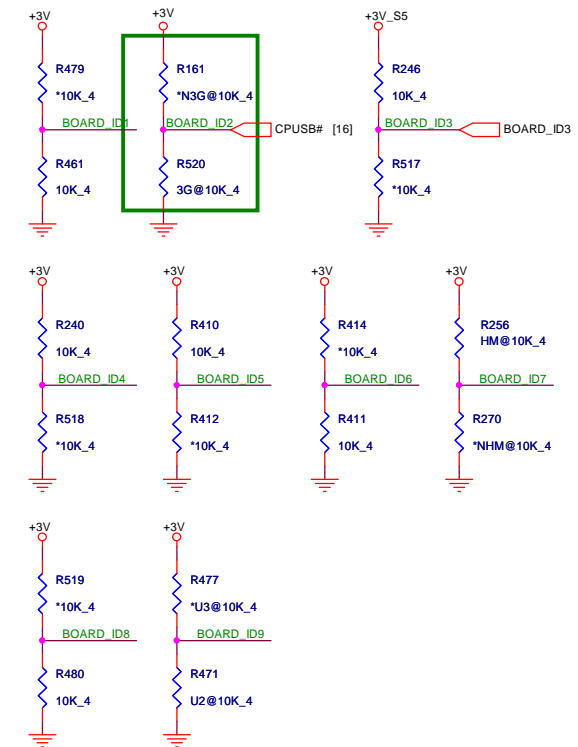 +3V
R479
*10K_4
BOARD_ID1
R461
10K_4
+3V
R161
*N3G@10K_4
BOARD_ID2
CPUSB# [16]
R520
3G@10K_4
+3V_S5
R246
10K_4
BOARD_ID3
BOARD_ID3
R517
*10K_4
+3V
R240
10K_4
BOARD_ID4
R518
*10K_4
+3V
R410
10K_4
BOARD_ID5
R412
*10K_4
+3V
R414
*10K_4
BOARD_ID6
R411
10K_4
+3V
R256
HM@10K_4
BOARD_ID7
R270
*NHM@10K_4
+3V
R519
*10K_4
BOARD_ID8
R480
10K_4
+3V
R477
*U3@10K_4
BOARD_ID9
R471
U2@10K_4